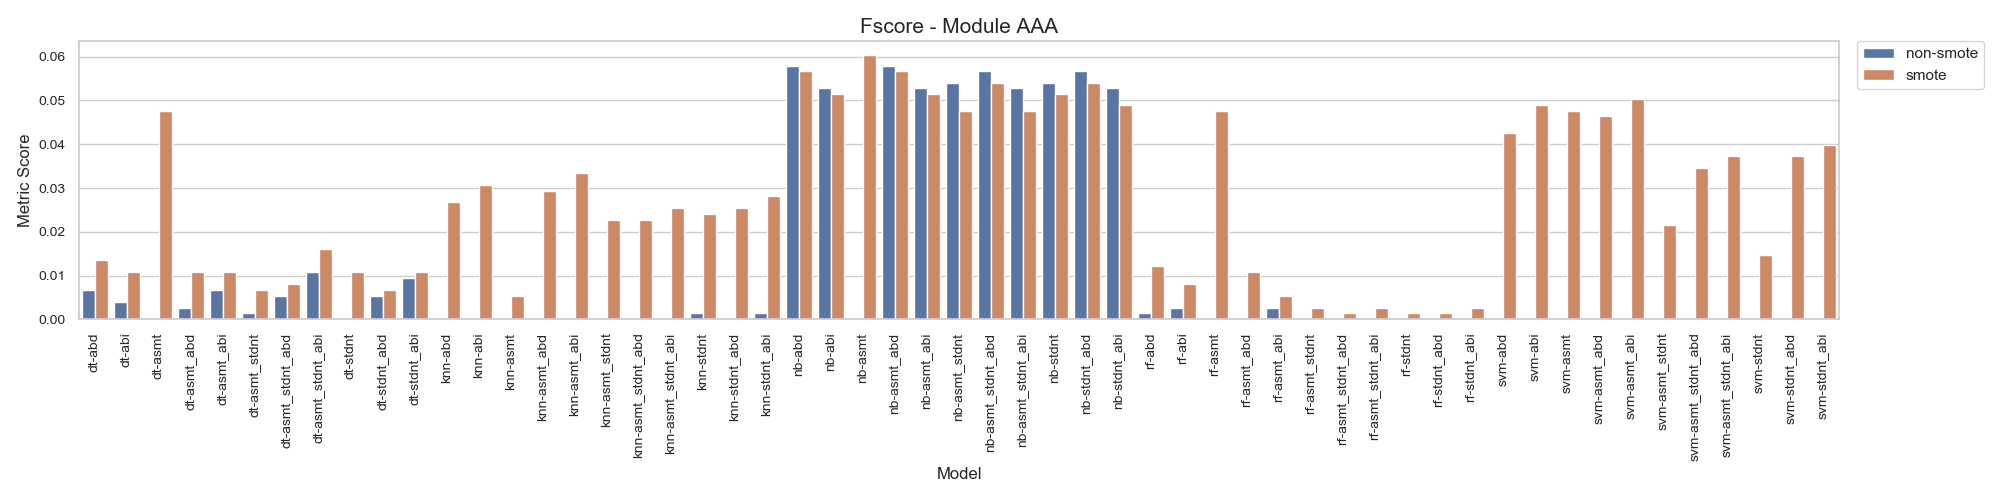 Fscore - Module AAA
non-smote
smote
Metric Score
0.06
0.05
0.04
0.03
0.02
0.01
0.00
dt-abd
dt-abi
dt-asmt
dt-asmt_abd
dt-asmt_abi
dt-asmt_stdnt
dt-asmt_stdnt_abd
dt-asmt_stdnt_abi
dt-stdnt
dt-stdnt_abd
dt-stdnt_abi
knn-abd
knn-abi
knn-asmt
knn-asmt_abd
knn-asmt_abi
knn-asmt_stdnt
knn-asmt_stdnt_abd
knn-asmt_stdnt_abi
knn-stdnt
knn-stdnt_abd
knn-stdnt_abi
nb-abd
nb-abi
nb-asmt
nb-asmt_abd
nb-asmt_abi
nb-asmt_stdnt
nb-asmt_stdnt_abd
nb-asmt_stdnt_abi
nb-stdnt
nb-stdnt_abd
nb-stdnt_abi
rf-abd
rf-abi
rf-asmt
rf-asmt_abd
rf-asmt_abi
rf-asmt_stdnt
rf-asmt_stdnt_abd
rf-asmt_stdnt_abi
rf-stdnt
rf-stdnt_abd
rf-stdnt_abi
svm-abd
svm-abi
svm-asmt
svm-asmt_abd
svm-asmt_abi
svm-asmt_stdnt
svm-asmt_stdnt_abd
svm-asmt_stdnt_abi
svm-stdnt
svm-stdnt_abd
svm-stdnt_abi
Model